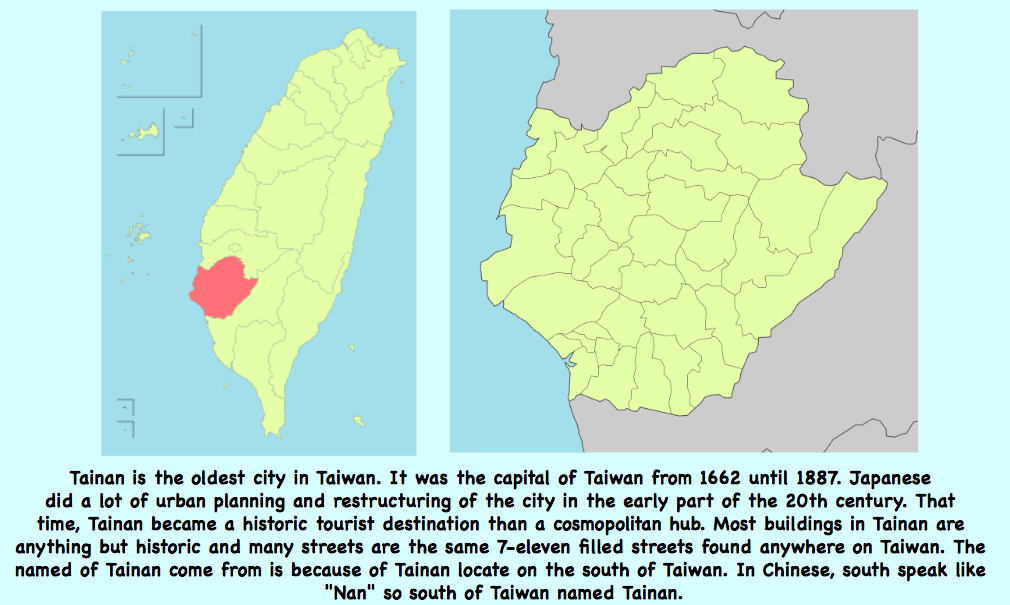 Tainan is the oldest city in Taiwan. It was the capital of Taiwan from 1662 until 1887. Japanese
did a lot of urban planning and restructuring of the city in the early part of the 20th century. That
time, Tainan became a historic tourist destination than a cosmopolitan hub. Most buildings in Tainan are
anything but historic and many streets are the same 7-eleven filled streets found anywhere on Taiwan. The
named of Tainan come from is because of Tainan locate on the south of Taiwan. In Chinese, south speak like
"Nan" so south of Taiwan named Tainan.